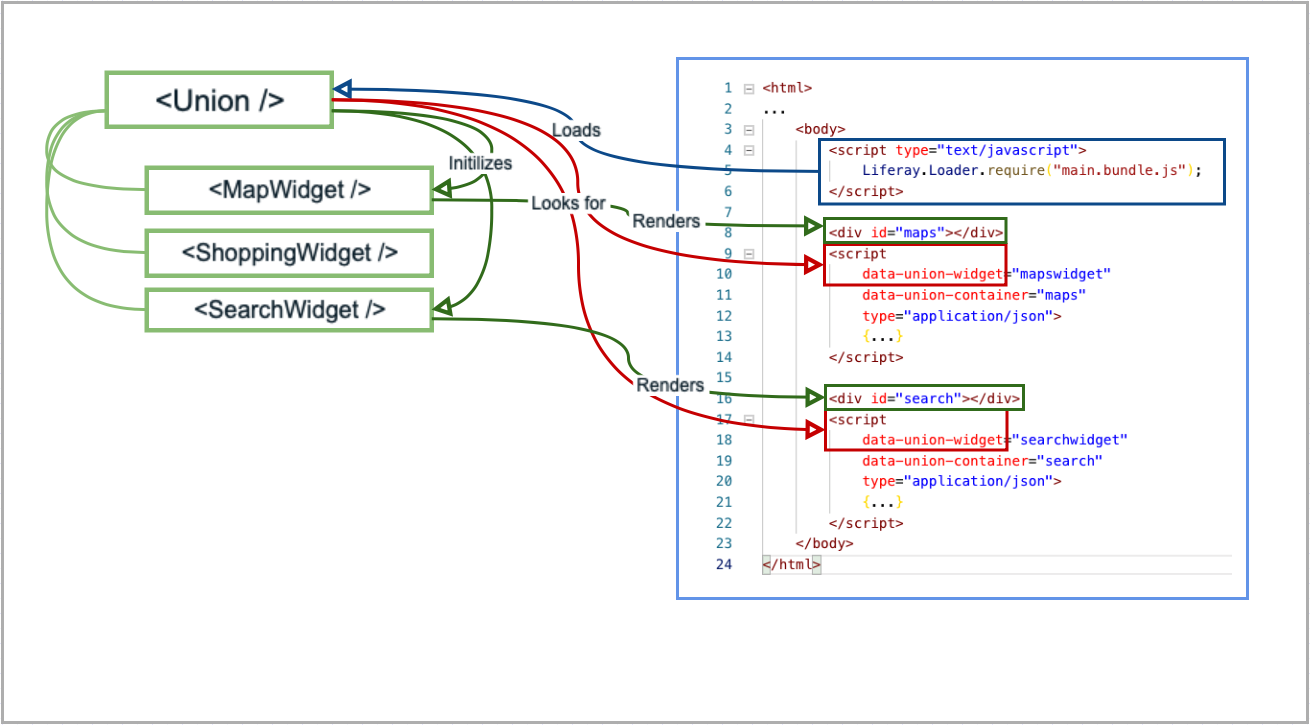 <Union />
<MapWidget />
<ShoppingWidget />
<SearchWidget />
Loads
Initilizes
Looks for
Renders
Renders
1 <html>
2 ...
3 <body>
4 <script type="text/javascript">
5 Liferay.Loader.require("main.bundle.js");
6 </script>
7
8 <div id="maps"></div>
9 <script
10 data-union-widget="mapswidget"
11 data-union-container="maps"
12 type="application/json">
13 {...}
14 </script>
15
16 <div id="search"></div>
17 <script
18 data-union-widget="searchwidget"
19 data-union-container="search"
20 type="application/json">
21 {...}
22 </script>
23 </body>
24 </html>